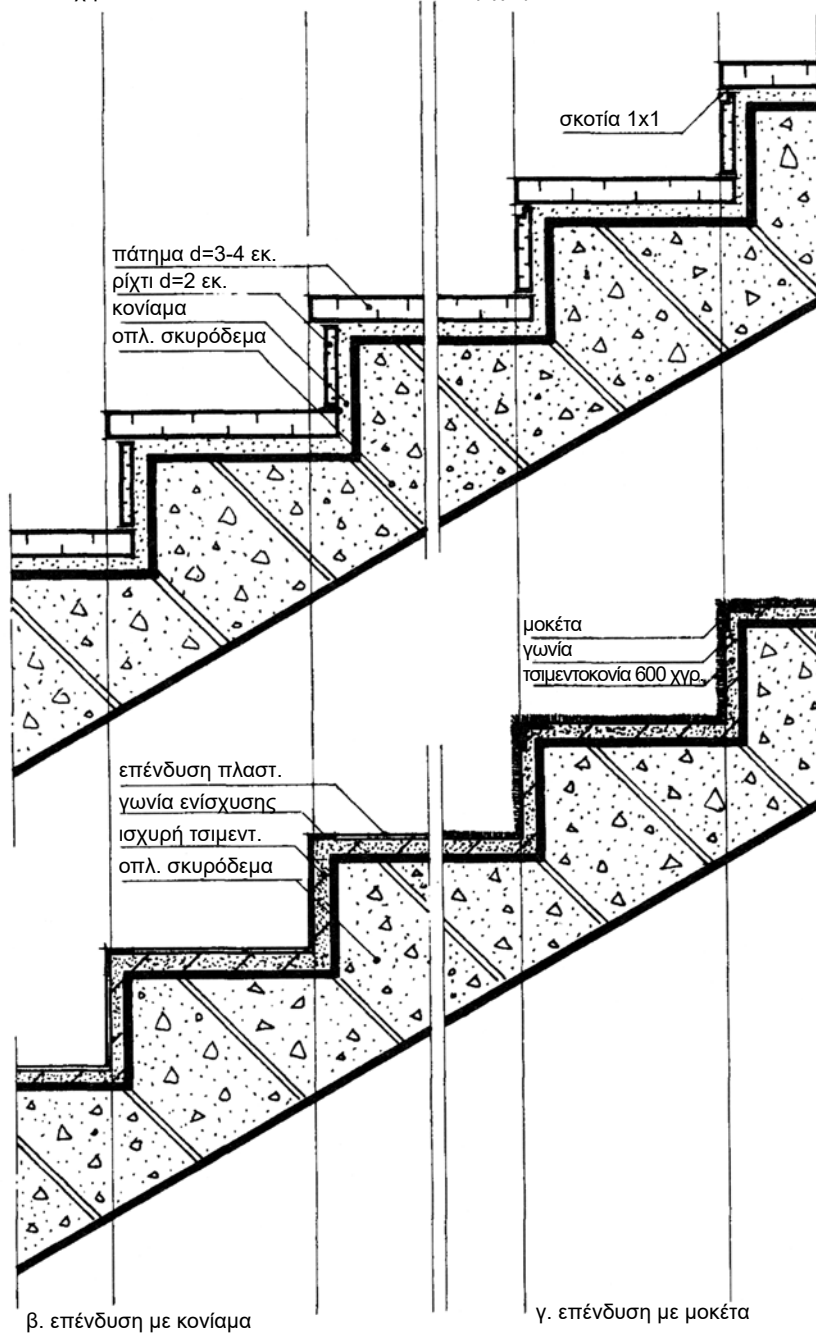 σκοτία 1x1
πάτημα d=3-4 εκ.
ρίχτι d=2 εκ.
κονίαμα
οπλ. σκυρόδεμα
μοκέτα
γωνία
τσιμεντοκονία 600 χγρ.
επένδυση πλαστ.
γωνία ενίσχυσης
ισχυρή τσιμεντ.
οπλ. σκυρόδεμα
β. επένδυση με κονίαμα
γ. επένδυση με μοκέτα